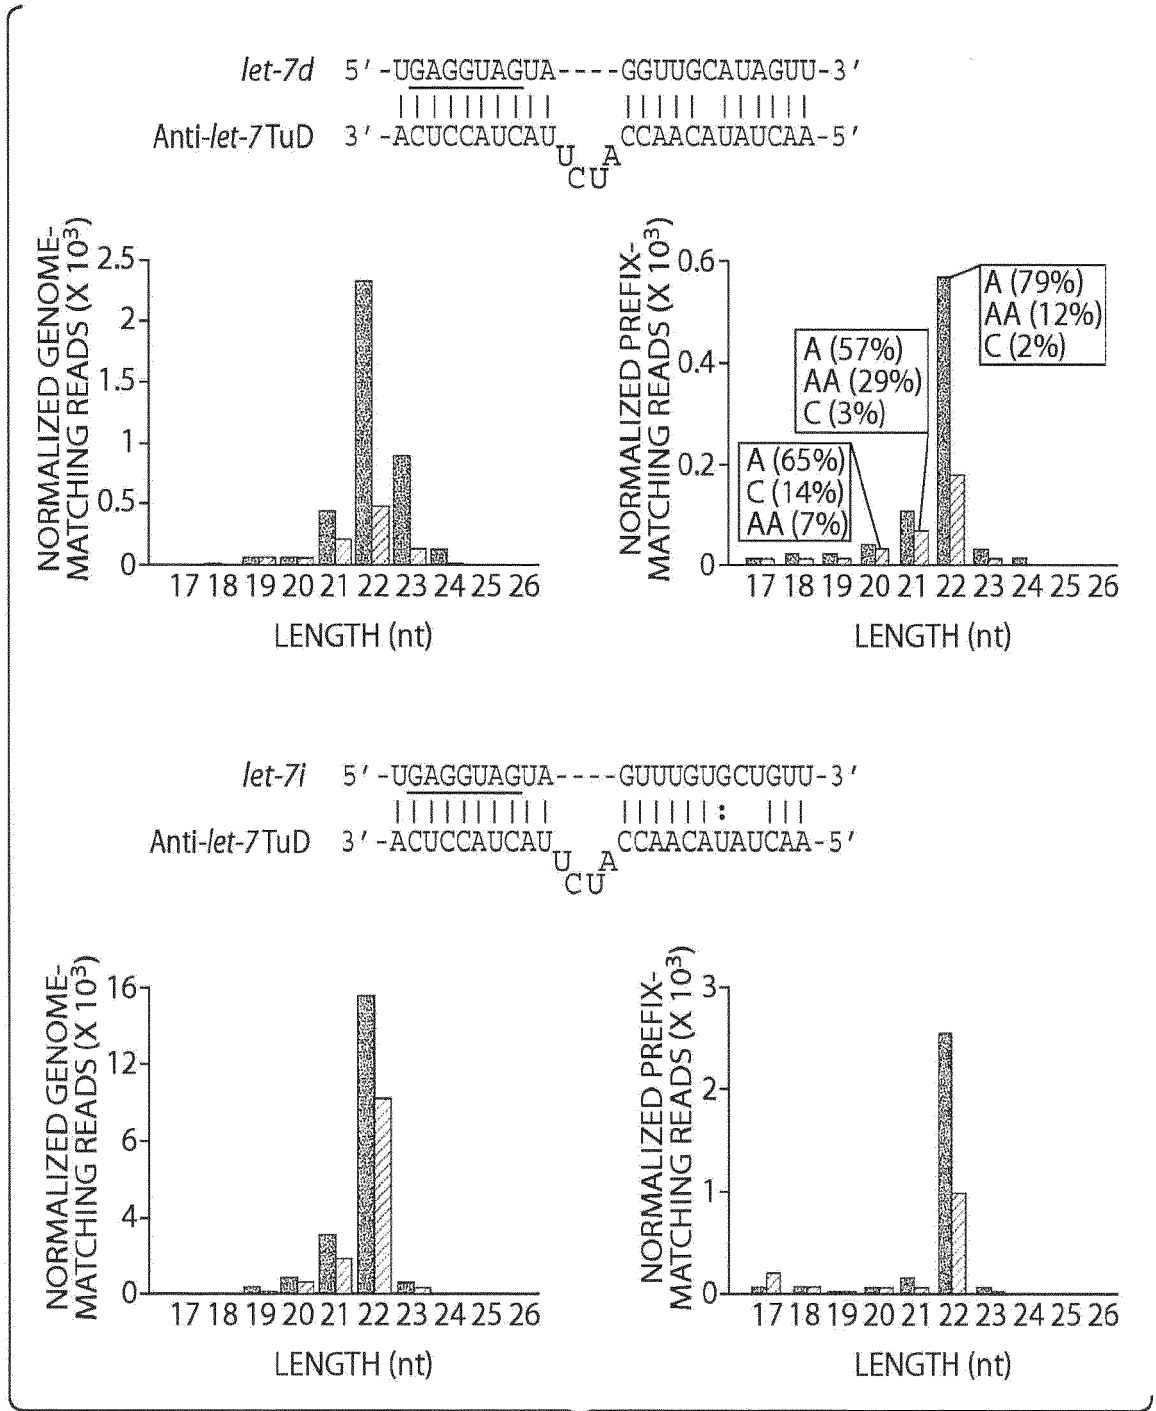 let-7d 5'-UGAGGUAGUA----GGUUGCAUAGUU-3'
Anti-let-7 TuD 3'-ACUCCAUCAU CCAACAUAUCAA-5'
U A
CU
NORMALIZED GENOME-
MATCHING READS (X 10³)
2.5
2
1.5
1
0.5
0
17 18 19 20 21 22 23 24 25 26
LENGTH (nt)
NORMALIZED PREFIX-
MATCHING READS (X 10³)
0.6
0.4
0.2
0
A (79%)
AA (12%)
C (2%)
A (57%)
AA (29%)
C (3%)
A (65%)
C (14%)
AA (7%)
17 18 19 20 21 22 23 24 25 26
LENGTH (nt)
let-7i 5'-UGAGGUAGUA----GUUUGUGCUGUU-3'
Anti-let-7 TuD 3'-ACUCCAUCAU CCAACAUAUCAA-5'
U A
CU
NORMALIZED GENOME-
MATCHING READS (X 10³)
16
12
6
4
0
17 18 19 20 21 22 23 24 25 26
LENGTH (nt)
NORMALIZED PREFIX-
MATCHING READS (X 10³)
3
2
1
0
17 18 19 20 21 22 23 24 25 26
LENGTH (nt)